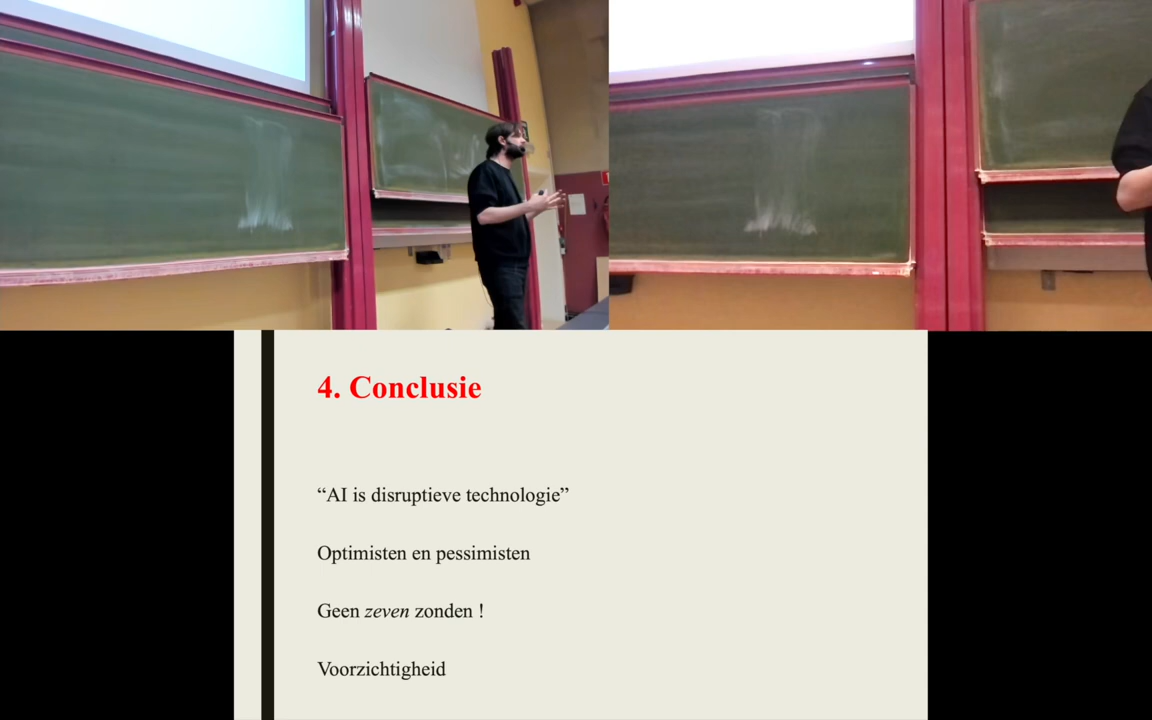 4. Conclusie
“AI is disruptieve technologie”
Optimisten en pessimisten
Geen zeven zonden !
Voorzichtigheid